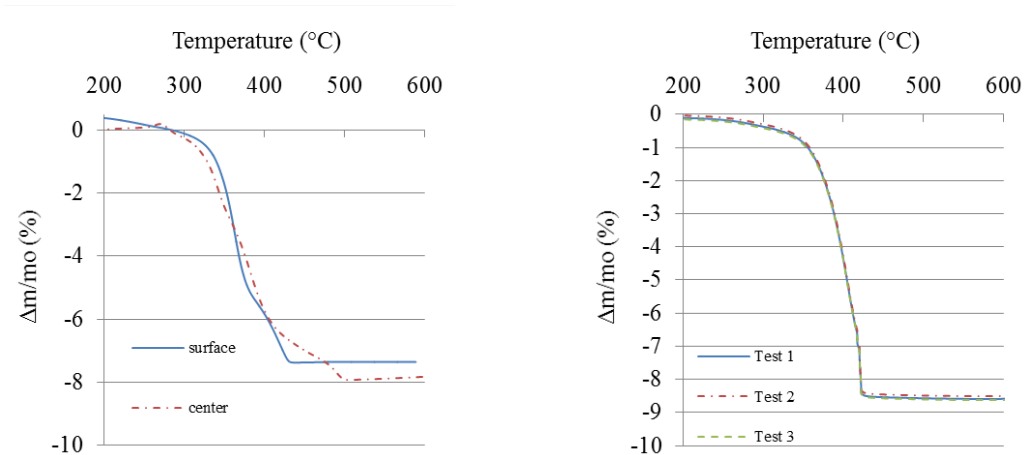 Temperature (°C)
200 300 400 500 600
0
-2
-4
-6
-8
-10
Δm/mo (%)
surface
center
Temperature (°C)
200 300 400 500 600
0
-1
-2
-3
-4
-5
-6
-7
-8
-9
-10
Δm/mo (%)
Test 1
Test 2
Test 3